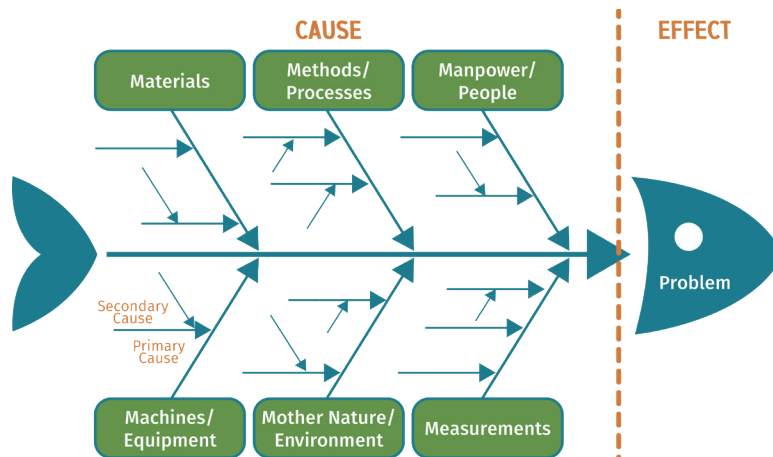 CAUSE
EFFECT
Materials
Methods/
Processes
Manpower/
People
Problem
Secondary
Cause
Primary
Cause
Machines/
Equipment
Mother Nature/
Environment
Measurements